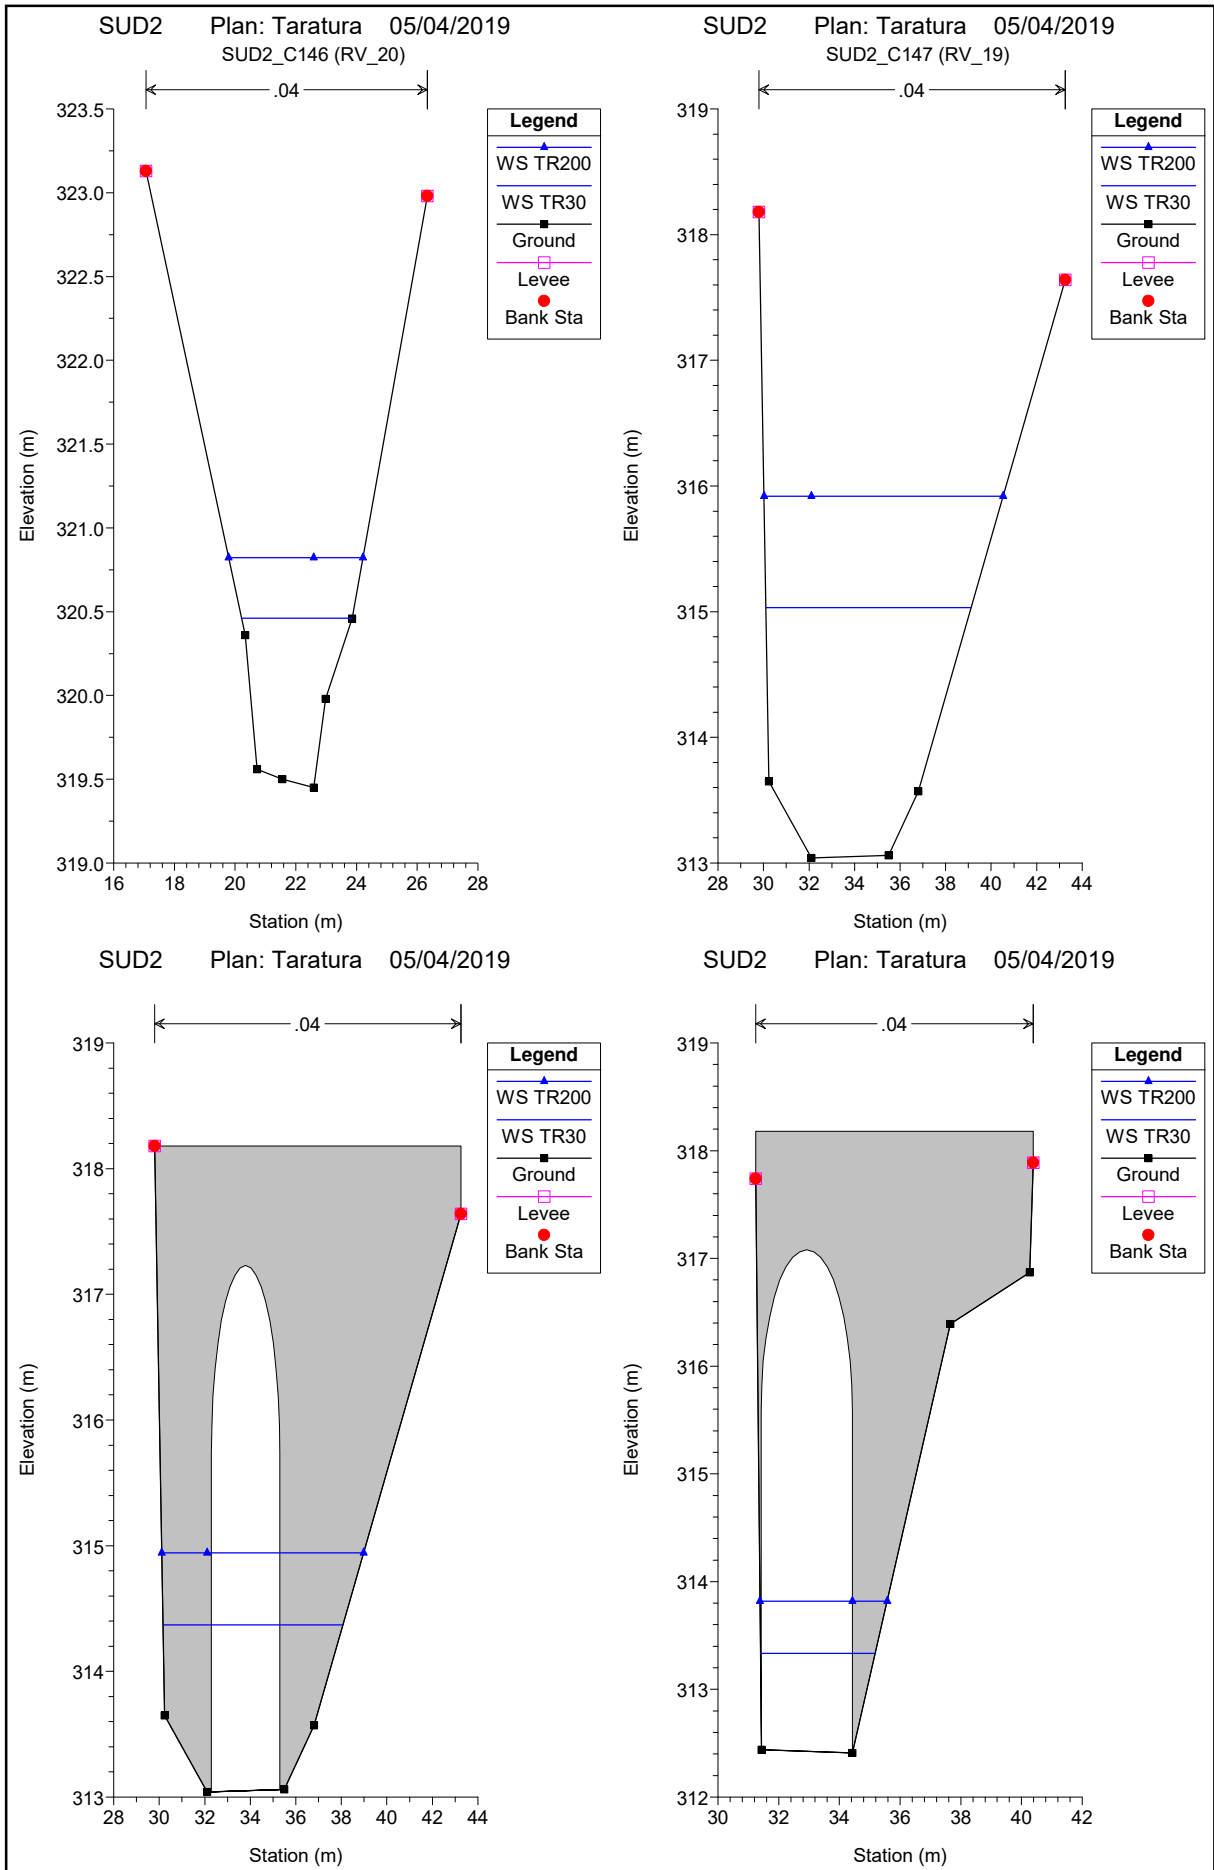 SUD2 Plan: Taratura 05/04/2019
SUD2_C146 (RV_20)
.04
323.5
323.0
322.5
322.0
321.5
321.0
320.5
320.0
319.5
319.0
16
20
22
24
26
28
Elevation (m)
Station (m)
Legend
WS TR200
WS TR30
Ground
Levee
Bank Sta
SUD2 Plan: Taratura 05/04/2019
SUD2_C147 (RV_19)
.04
319
318
317
316
315
314
313
28
30
32
34
36
38
40
42
44
Elevation (m)
Station (m)
Legend
WS TR200
WS TR30
Ground
Levee
Bank Sta
SUD2 Plan: Taratura 05/04/2019
.04
319
318
317
316
315
314
313
28
30
32
34
36
38
40
42
44
Elevation (m)
Station (m)
Legend
WS TR200
WS TR30
Ground
Levee
Bank Sta
SUD2 Plan: Taratura 05/04/2019
.04
319
318
317
316
315
314
313
312
30
32
34
36
38
40
42
Elevation (m)
Station (m)
Legend
WS TR200
WS TR30
Ground
Levee
Bank Sta